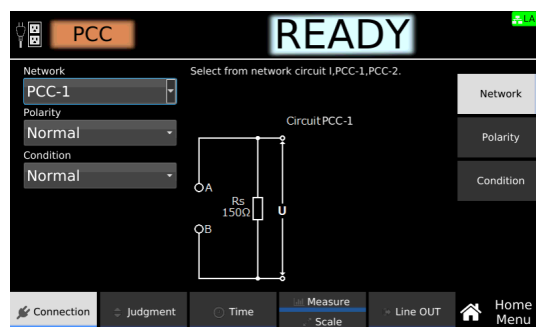 PCC
READY
LA
Network
PCC-1
Polarity
Normal
Condition
Normal
Select from network circuit I,PCC-1,PCC-2.
Circuit PCC-1
A
Rs
150Ω
U
B
Network
Polarity
Condition
Connection
Judgment
Time
Measure
Scale
Line OUT
Home
Menu